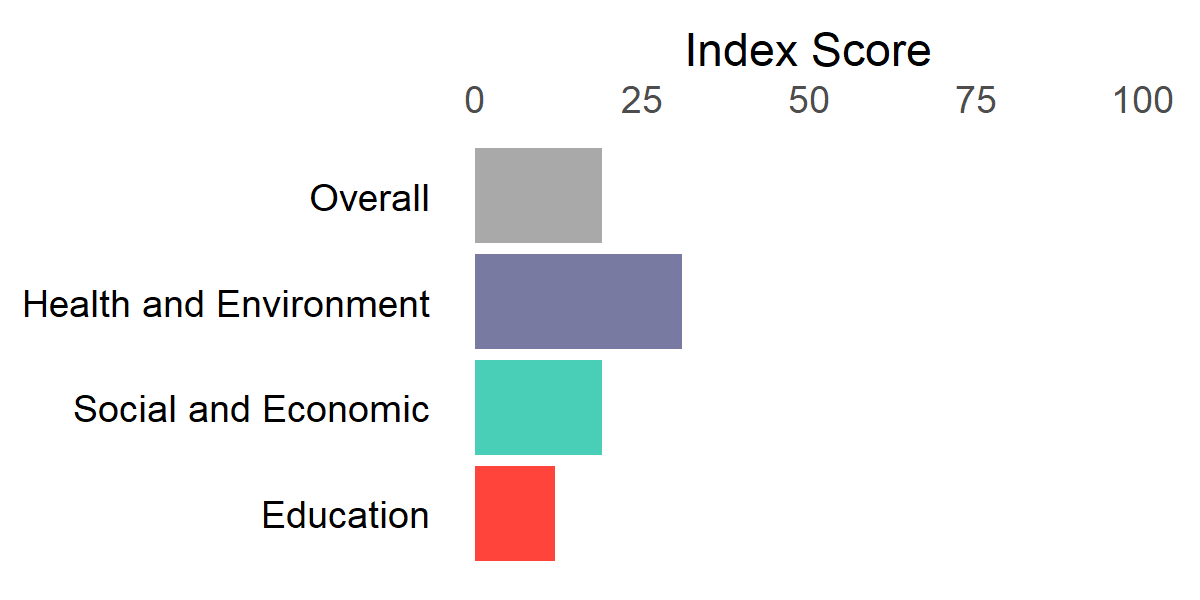 Index Score
0 25 50 75 100
Overall
Health and Environment
Social and Economic
Education